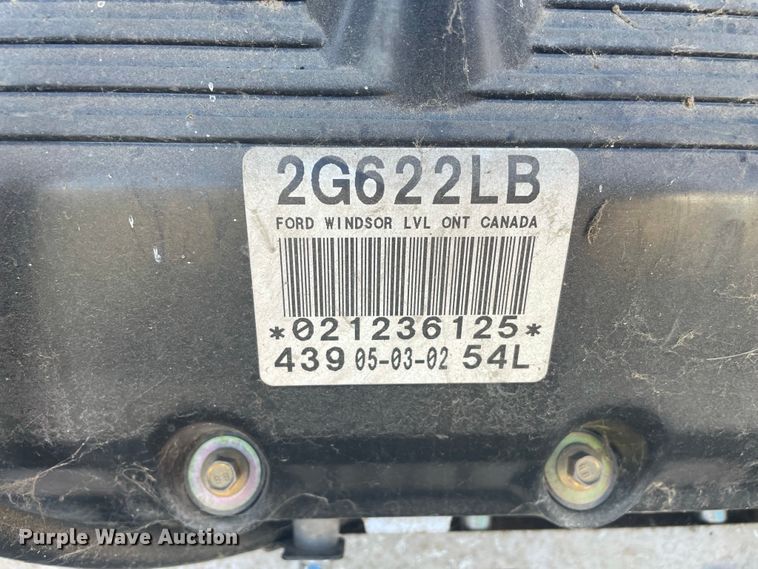 2G622LB
FORD WINDSOR LVL ONT CANADA
*021236125*
439 05-03-02 54L
Purple Wave Auction